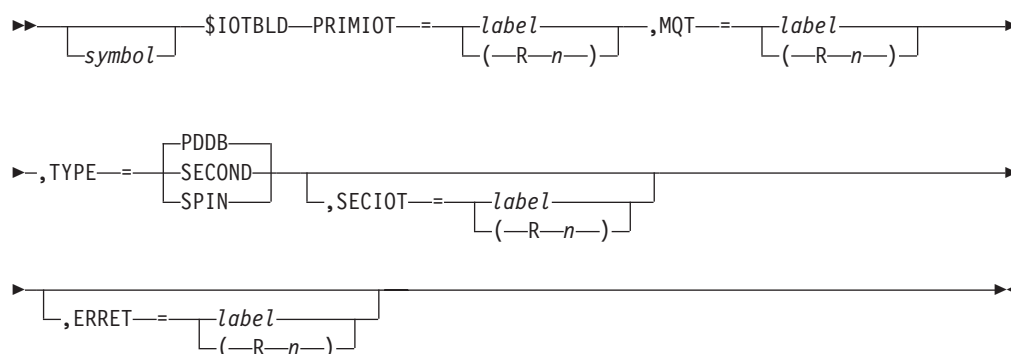 $IOTBLD PRIMIOT = label ,MQT = label
symbol (R n) (R n)
PDDB
,TYPE = SECOND
SPIN ,SECIOT = label
(R n)
,ERRET = label
(R n)